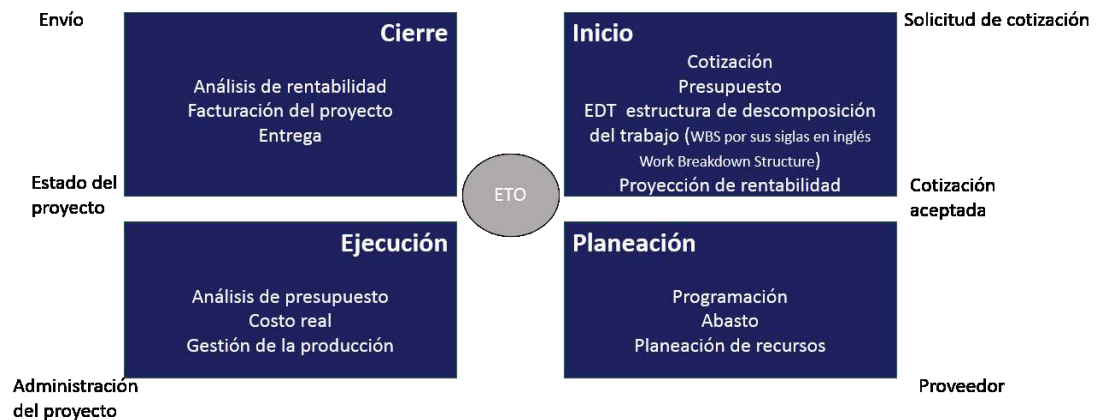 Envío
Cierre
Análisis de rentabilidad
Facturación del proyecto
Entrega
Estado del
proyecto
Inicio
Cotización
Presupuesto
EDT estructura de descomposición
del trabajo (WBS por sus siglas en inglés
Work Breakdown Structure)
Proyección de rentabilidad
Solicitud de cotización
Cotización
aceptada
ETO
Ejecución
Análisis de presupuesto
Costo real
Gestión de la producción
Administración
del proyecto
Planeación
Programación
Abasto
Planeación de recursos
Proveedor